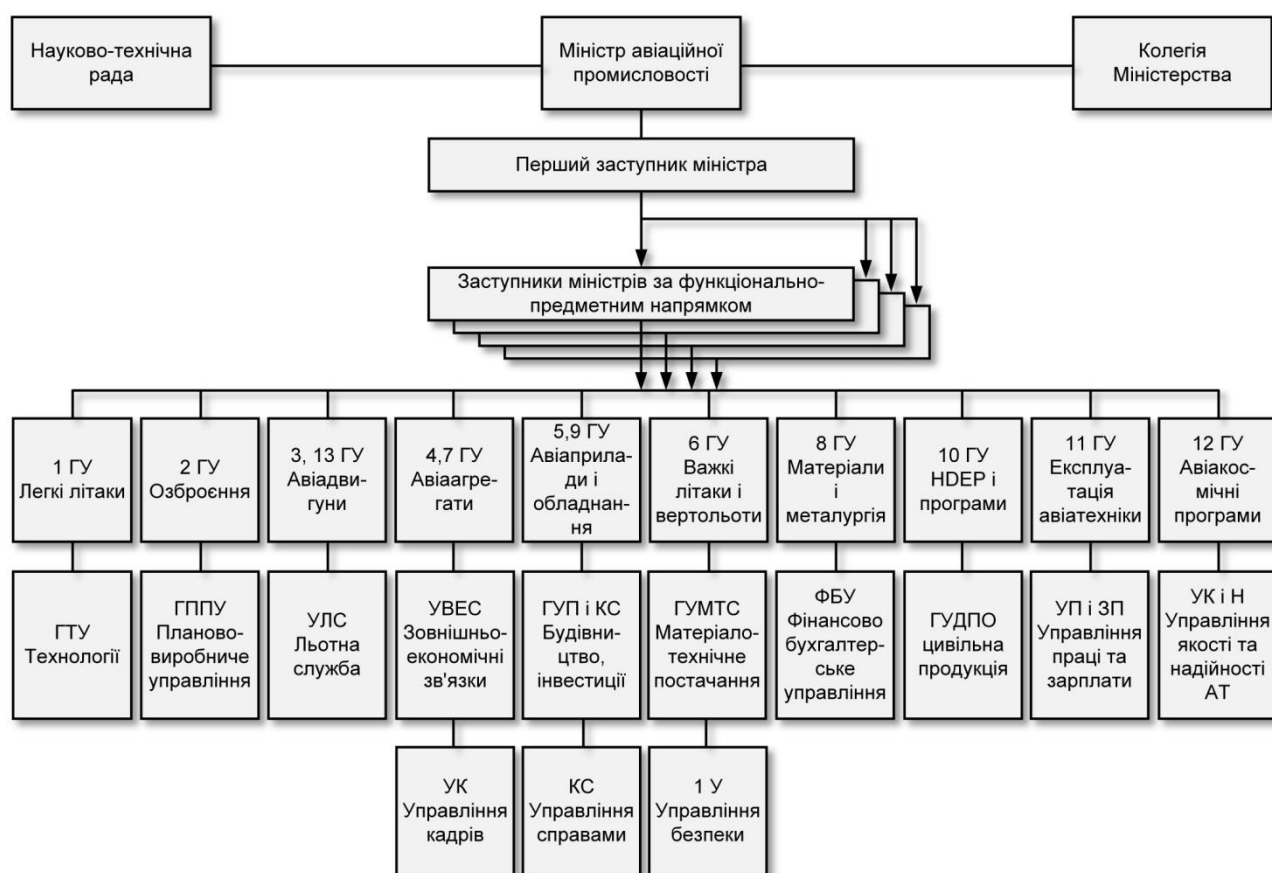 Науково-технічна
рада
Міністр авіаційної
промисловості
Колегія
Міністерства
Перший заступник міністра
Заступники міністрів за функціонально-
предметним напрямком
1 ГУ
Легкі літаки
2 ГУ
Озброєння
3, 13 ГУ
Авіадви-
гуни
4,7 ГУ
Авіаагре-
гати
5,9 ГУ
Авіаприла-
ди і
обладнан-
ня
6 ГУ
Важкі
літаки і
вертольоти
8 ГУ
Матеріали
і
металургія
10 ГУ
HDEP і
програми
11 ГУ
Експлуа-
тація
авіатехніки
12 ГУ
Авіакос-
мічні
програми
ГТУ
Технології
ГППУ
Планово-
виробниче
управління
УЛС
Льотна
служба
УВЕС
Зовнішньо-
економічні
зв'язки
ГУП і КС
Будівни-
цтво,
інвестиції
ГУМТС
Матеріало-
технічне
постачання
ФБУ
Фінансово
бухгалтер-
ське
управління
ГУДПО
цивільна
продукція
УП і ЗП
Управління
праці та
зарплати
УК і Н
Управління
якості та
надійності
АТ
УК
Управління
кадрів
КС
Управління
справами
1 У
Управління
безпеки